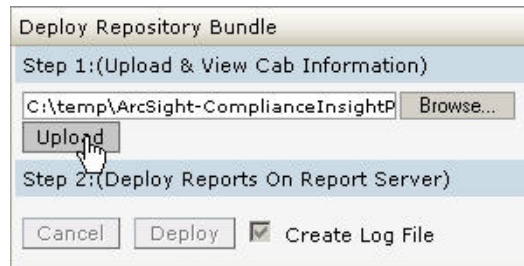 Deploy Repository Bundle
Step 1:(Upload & View Cab Information)
C:\temp\ArcSight-ComplianceInsightP Browse...
Upload
Step 2:(Deploy Reports On Report Server)
Cancel Deploy Create Log File